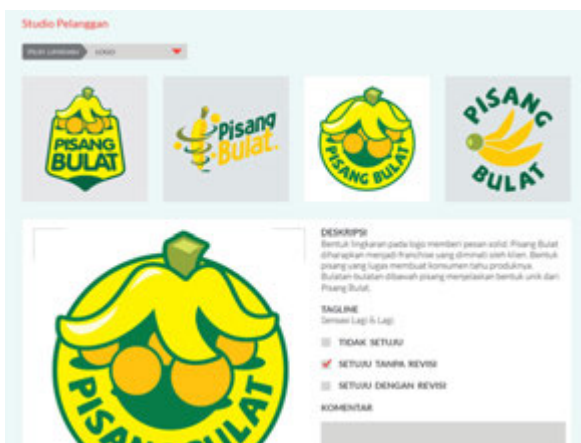 Studio Pelanggan
PILIH LAYANAN LOGO
PISANG
BULAT
Pisang
Bulat.
PISANG BULAT
PISANG
BULAT
DESKRIPSI
Bentuk lingkaran pada logo memberi pesan solid. Pisang Bulat
diharapkan menjadi franchise yang diminati oleh klien. Bentuk
pisang yang lugas membuat konsumen tahu produknya.
Bulatan-bulatan dibawah pisang menjelaskan bentuk unik dari
Pisang Bulat.
TAGLINE
Sensasi Lagi & Lagi
TIDAK SETUJU
SETUJU TANPA REVISI
SETUJU DENGAN REVISI
KOMENTAR
PISANG BULAT